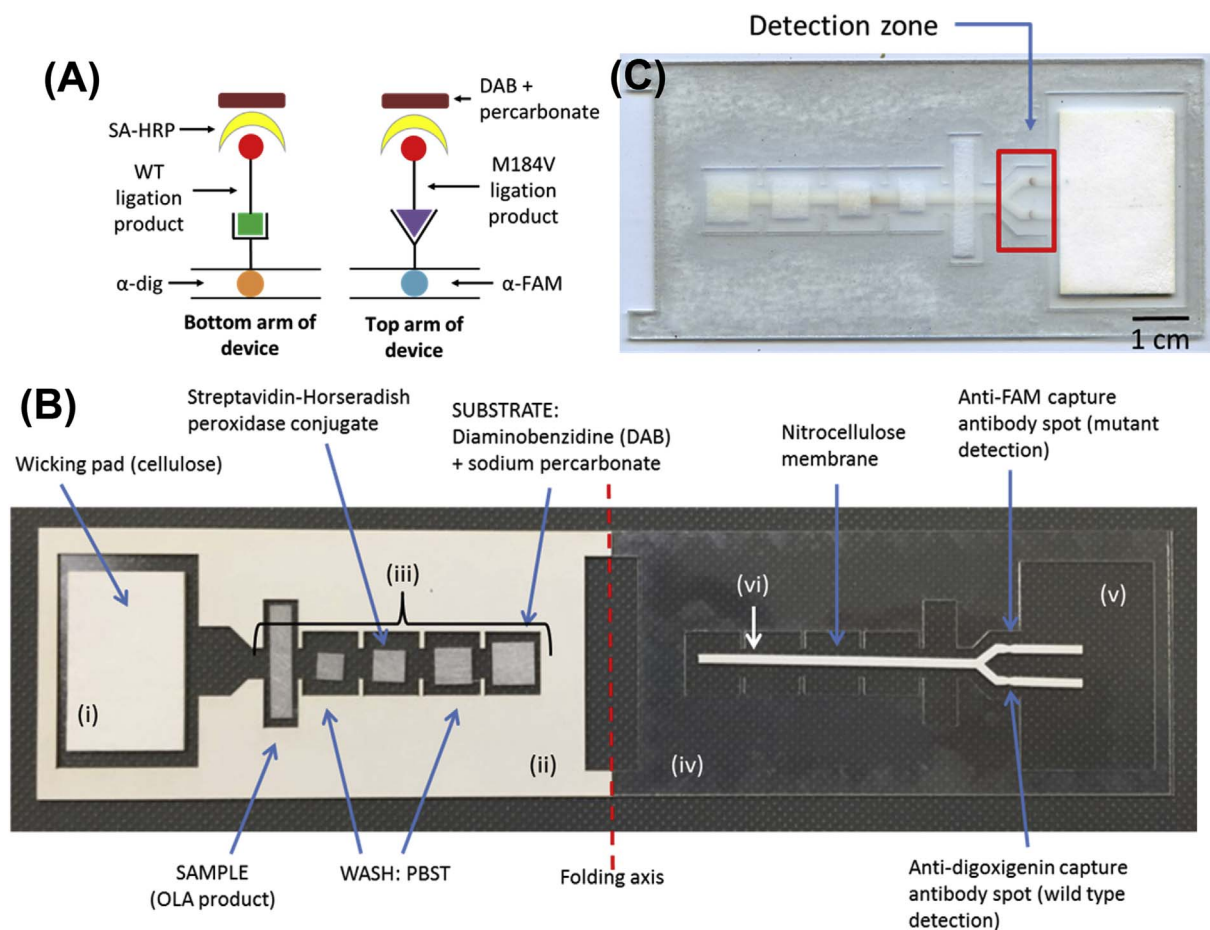 (A)
SA-HRP
WT
ligation
product
α-dig
Bottom arm of
device
DAB +
percarbonate
M184V
ligation
product
α-FAM
Top arm of
device
Detection zone
(C)
1 cm
(B)
Wicking pad (cellulose)
Streptavidin-Horseradish
peroxidase conjugate
SUBSTRATE:
Diaminobenzidine (DAB)
+ sodium percarbonate
Nitrocellulose
membrane
Anti-FAM capture
antibody spot (mutant
detection)
(i)
(ii)
(iii)
(iv)
(v)
(vi)
SAMPLE
(OLA product)
WASH: PBST
Folding axis
Anti-digoxigenin capture
antibody spot (wild type
detection)